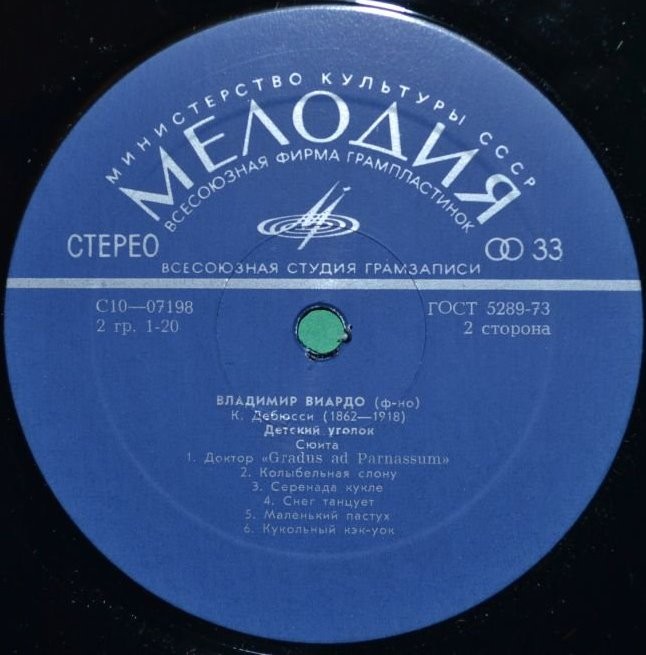 МИНИСТЕРСТВО КУЛЬТУРЫ СССР
МЕЛОДИЯ
ВСЕСОЮЗНАЯ ФИРМА ГРАМПЛАСТИНОК
СТЕРЕО
33
ВСЕСОЮЗНАЯ СТУДИЯ ГРАМЗАПИСИ
С10—07198
ГОСТ 5289-73
2 гр. 1-20
2 сторона
ВЛАДИМИР ВИАРДО (ф-но)
К. Дебюсси (1862—1918)
Детский уголок
Сюита
1. Доктор «Gradus ad Parnassum»
2. Колыбельная слону
3. Серенада кукле
4. Снег танцует
5. Маленький пастух
6. Кукольный кэк-уок